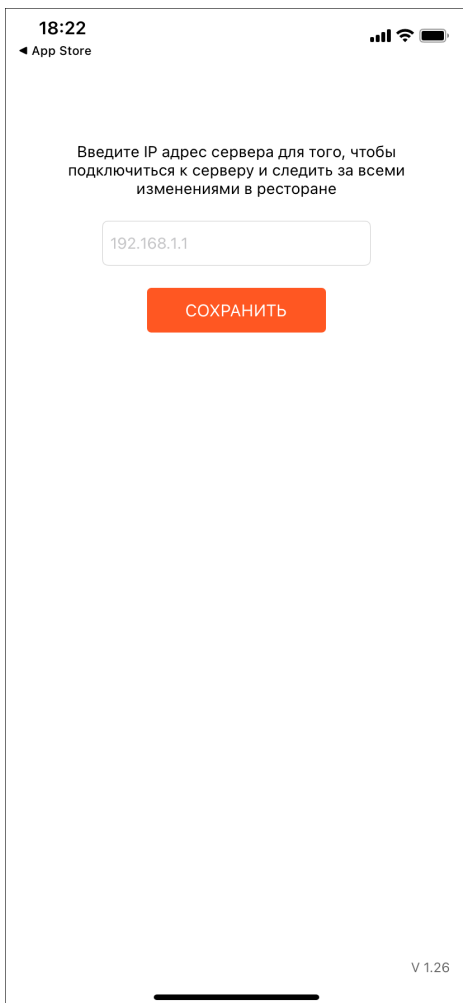 18:22
◀ App Store
Введите IP адрес сервера для того, чтобы
подключиться к серверу и следить за всеми
изменениями в ресторане
192.168.1.1
СОХРАНИТЬ
V 1.26